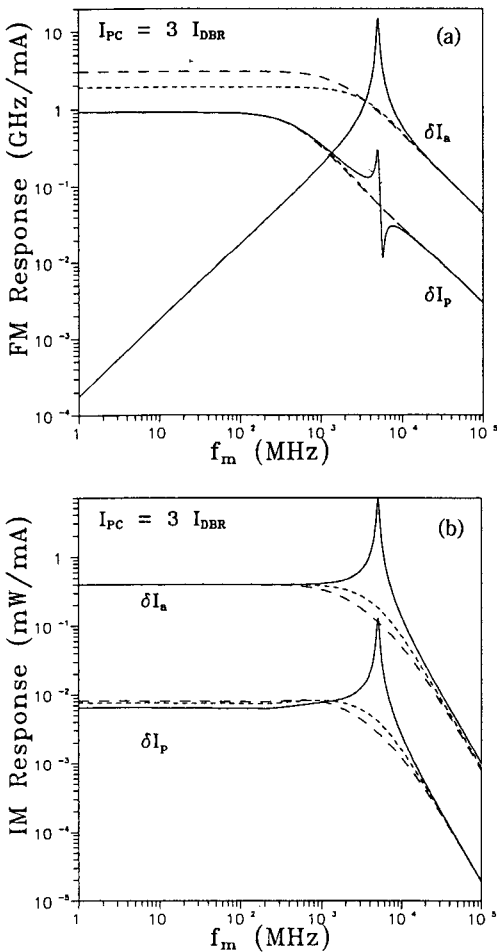 I_PC = 3 I_DBR
(a)
FM Response (GHz/mA)
10
1
10⁻¹
10⁻²
10⁻³
10⁻⁴
δI_a
δI_p
1 10 10² 10³ 10⁴ 10⁵
f_m (MHz)
I_PC = 3 I_DBR
(b)
IM Response (mW/mA)
1
10⁻¹
10⁻²
10⁻³
10⁻⁴
10⁻⁵
δI_a
δI_p
1 10 10² 10³ 10⁴ 10⁵
f_m (MHz)